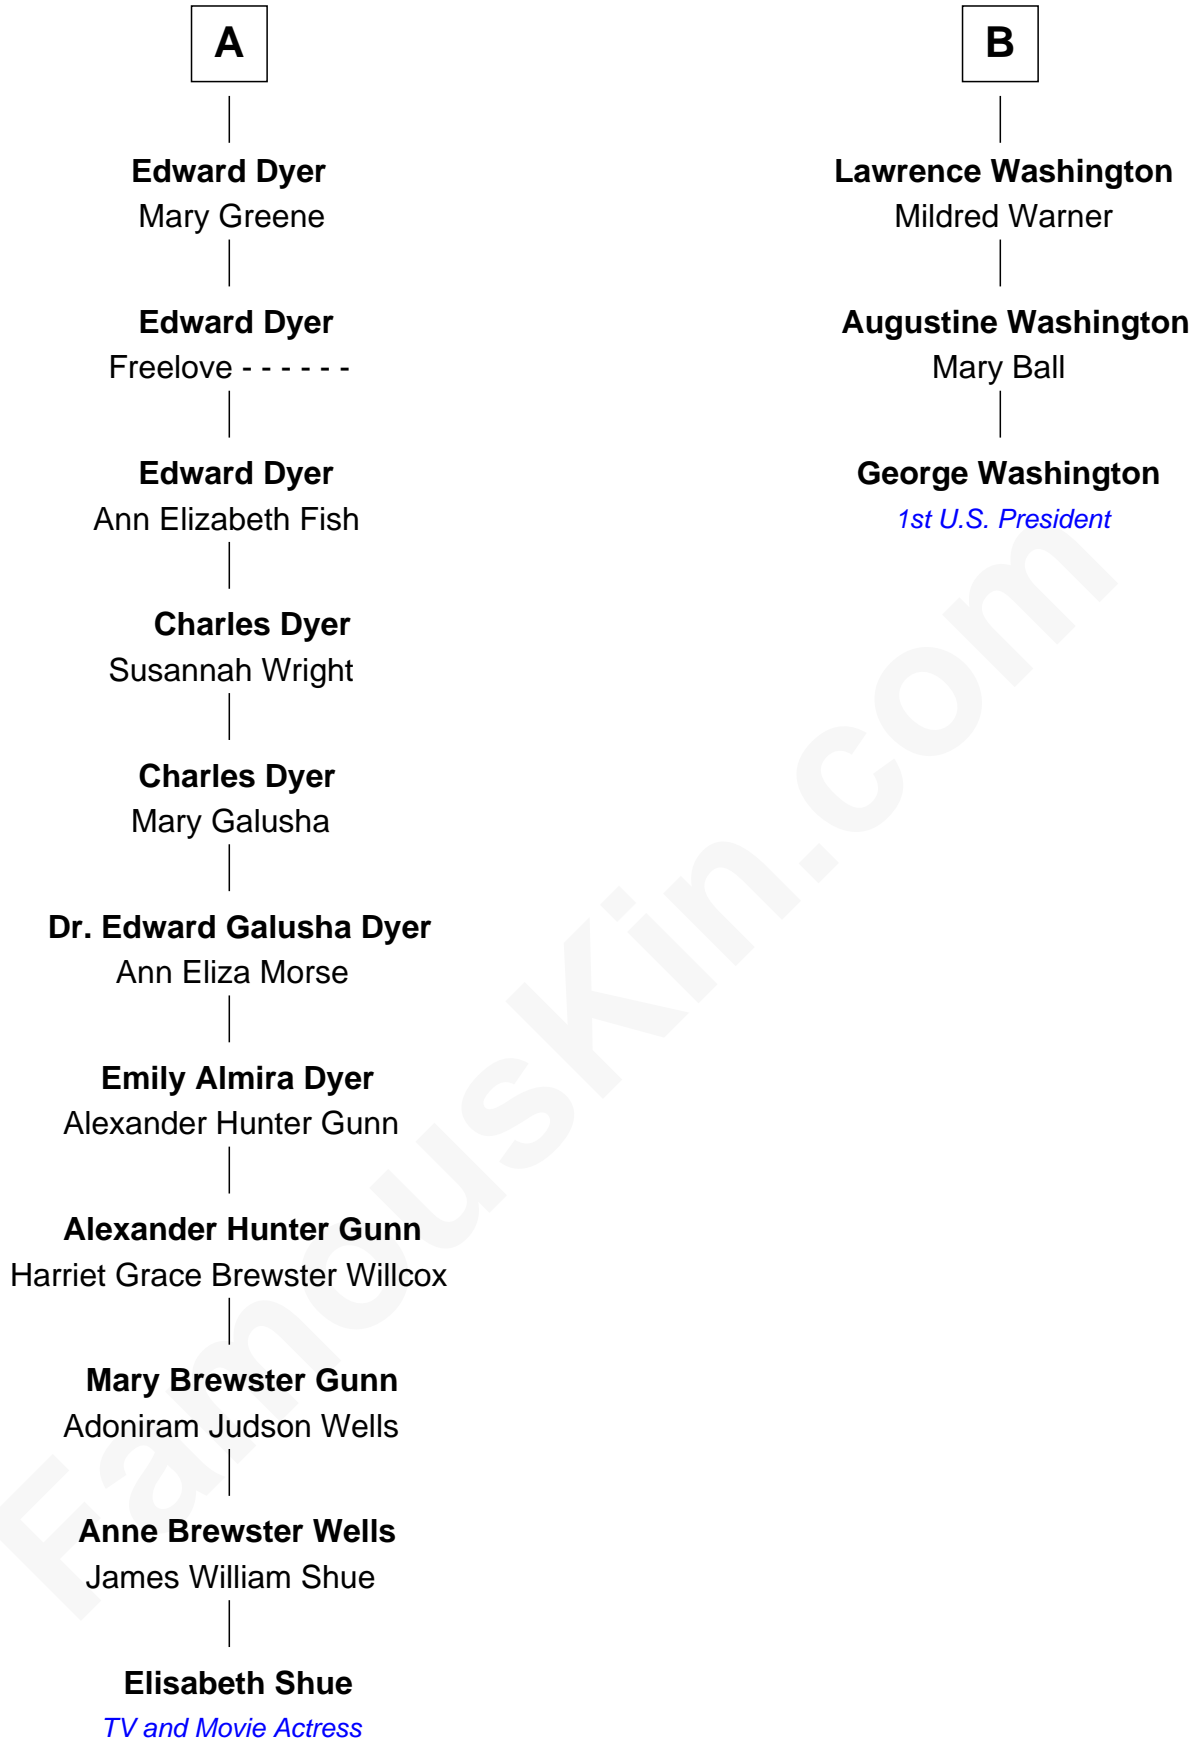 A
Edward Dyer
Mary Greene
Edward Dyer
Freelove - - - - - -
Edward Dyer
Ann Elizabeth Fish
Charles Dyer
Susannah Wright
Charles Dyer
Mary Galusha
Dr. Edward Galusha Dyer
Ann Eliza Morse
Emily Almira Dyer
Alexander Hunter Gunn
Alexander Hunter Gunn
Harriet Grace Brewster Willcox
Mary Brewster Gunn
Adoniram Judson Wells
Anne Brewster Wells
James William Shue
Elisabeth Shue
TV and Movie Actress
B
Lawrence Washington
Mildred Warner
Augustine Washington
Mary Ball
George Washington
1st U.S. President
FamousKin.com